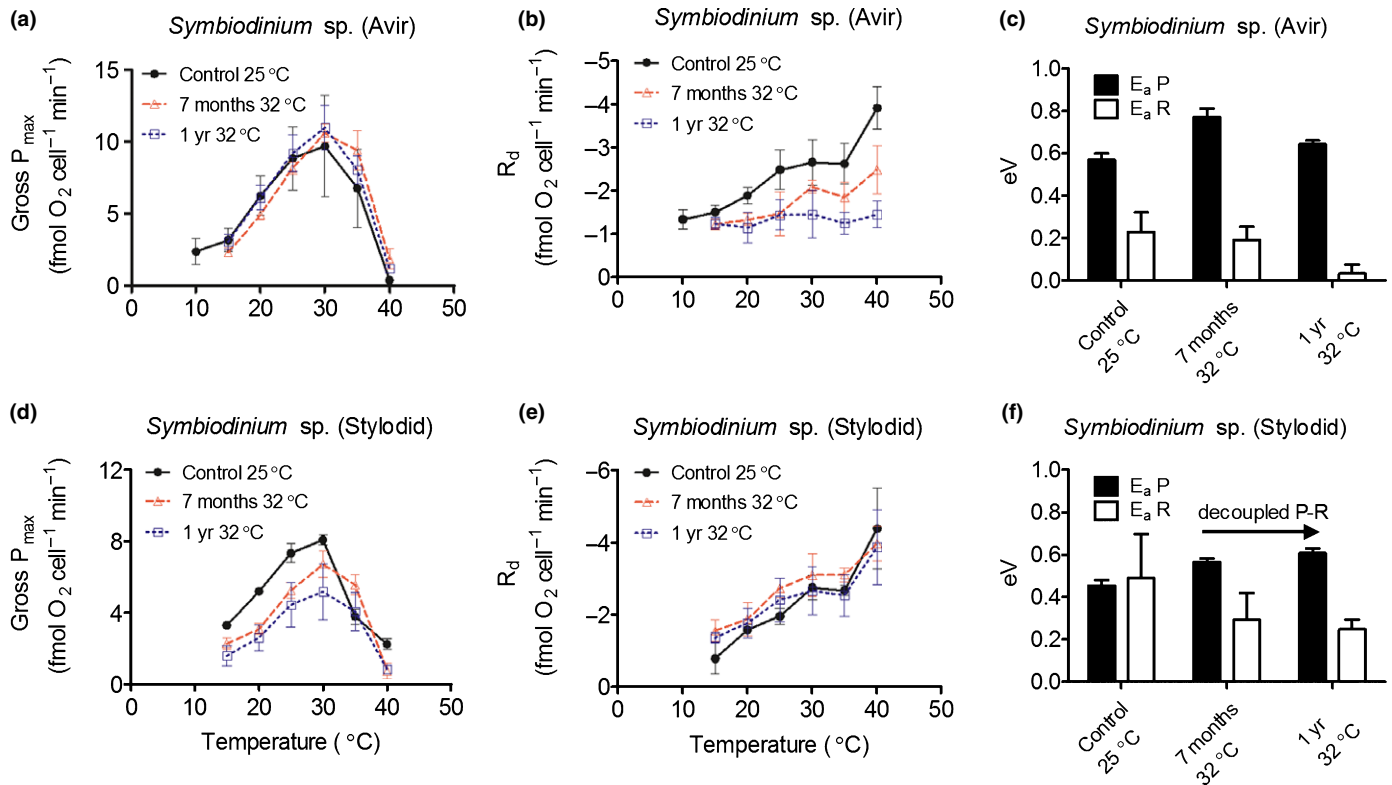 (a)
Symbiodinium sp. (Avir)
Gross Pmax
(fmol O2 cell−1 min−1)
Control 25 °C
7 months 32 °C
1 yr 32 °C
15
10
5
0
0 10 20 30 40 50
(b)
Symbiodinium sp. (Avir)
Rd
(fmol O2 cell−1 min−1)
Control 25 °C
7 months 32 °C
1 yr 32 °C
−5
−4
−3
−2
−1
0
0 10 20 30 40 50
(c)
Symbiodinium sp. (Avir)
eV
Ea P
Ea R
1.0
0.8
0.6
0.4
0.2
0.0
Control
25 °C
7 months
32 °C
1 yr
32 °C
(d)
Symbiodinium sp. (Stylodid)
Gross Pmax
(fmol O2 cell−1 min−1)
Control 25 °C
7 months 32 °C
1 yr 32 °C
12
8
4
0
0 10 20 30 40 50
Temperature ( °C)
(e)
Symbiodinium sp. (Stylodid)
Rd
(fmol O2 cell−1 min−1)
Control 25 °C
7 months 32 °C
1 yr 32 °C
−6
−4
−2
0
0 10 20 30 40 50
Temperature ( °C)
(f)
Symbiodinium sp. (Stylodid)
eV
Ea P
Ea R
decoupled P-R
1.0
0.8
0.6
0.4
0.2
0.0
Control
25 °C
7 months
32 °C
1 yr
32 °C